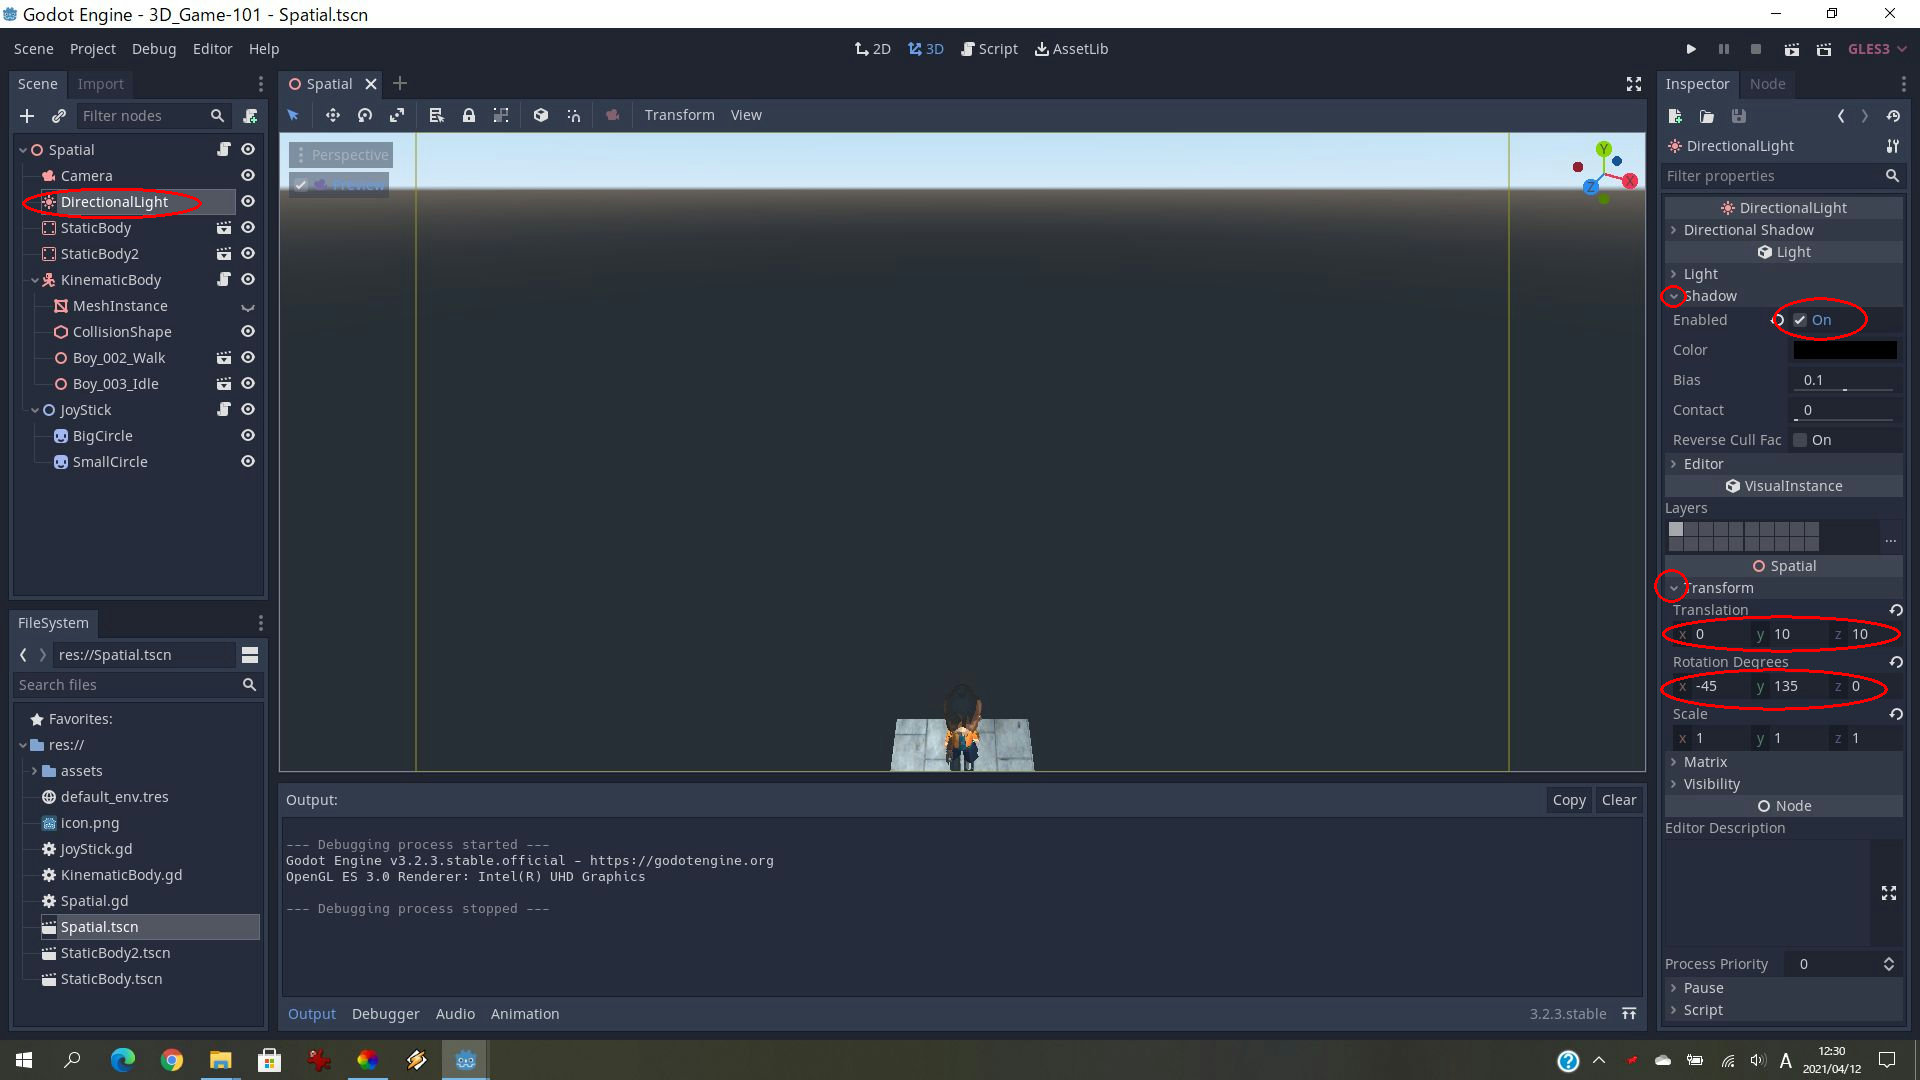 Godot Engine - 3D_Game-101 - Spatial.tscn
Scene Project Debug Editor Help
2D 3D Script AssetLib
GLES3
Scene Import
Filter nodes
Spatial
Camera
DirectionalLight
StaticBody
StaticBody2
KinematicBody
MeshInstance
CollisionShape
Boy_002_Walk
Boy_003_Idle
JoyStick
BigCircle
SmallCircle
FileSystem
res://Spatial.tscn
Search files
Favorites:
res://
assets
default_env.tres
icon.png
JoyStick.gd
KinematicBody.gd
Spatial.gd
Spatial.tscn
StaticBody2.tscn
StaticBody.tscn
Spatial
Transform View
Perspective
Preview
Y
X
Z
Output:
Copy Clear
--- Debugging process started ---
Godot Engine v3.2.3.stable.official - https://godotengine.org
OpenGL ES 3.0 Renderer: Intel(R) UHD Graphics
--- Debugging process stopped ---
Output Debugger Audio Animation
3.2.3.stable
Inspector Node
DirectionalLight
Filter properties
DirectionalLight
Directional Shadow
Light
Light
Shadow
Enabled On
Color
Bias 0.1
Contact 0
Reverse Cull Fac On
Editor
VisualInstance
Layers
...
Spatial
Transform
Translation
x 0 y 10 z 10
Rotation Degrees
x -45 y 135 z 0
Scale
x 1 y 1 z 1
Matrix
Visibility
Node
Editor Description
Process Priority 0
Pause
Script
A
12:30
2021/04/12